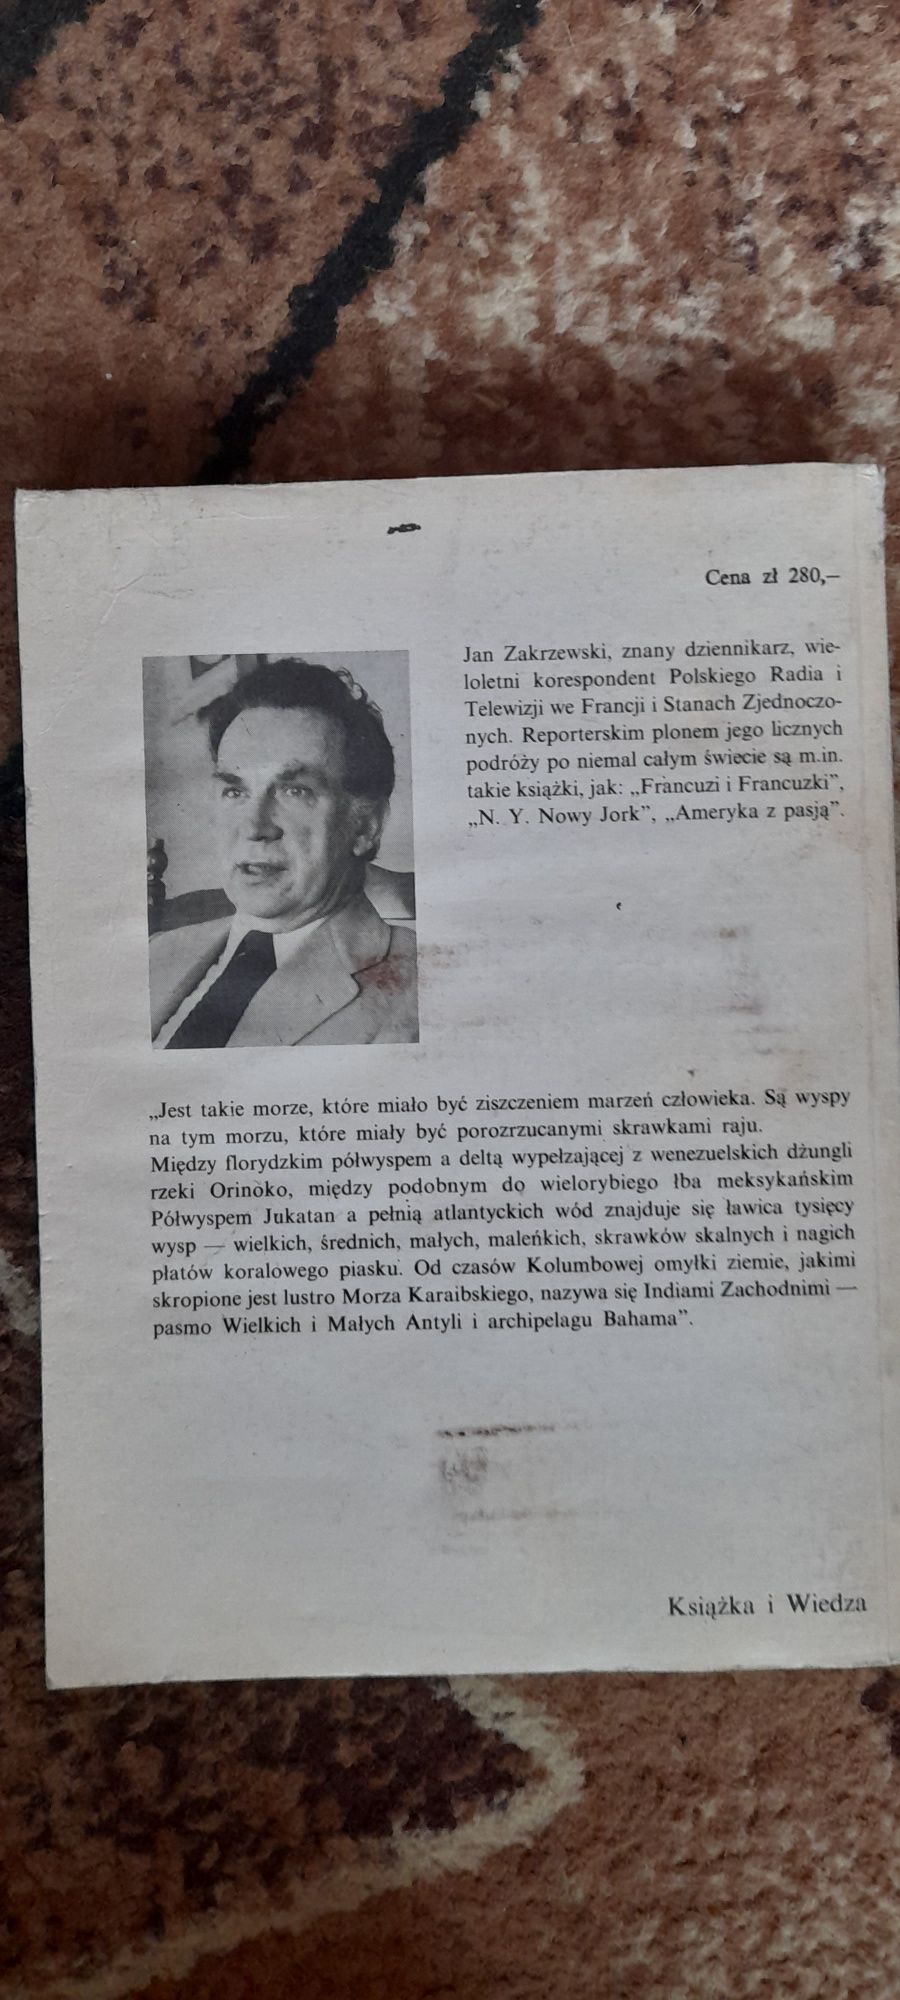 Cena zł 280,—
Jan Zakrzewski, znany dziennikarz, wie-
loletni korespondent Polskiego Radia i
Telewizji we Francji i Stanach Zjednoczo-
nych. Reporterskim plonem jego licznych
podróży po niemal całym świecie są m.in.
takie książki, jak: „Francuzi i Francuzki”,
„N. Y. Nowy Jork”, „Ameryka z pasją”.
„Jest takie morze, które miało być ziszczeniem marzeń człowieka. Są wyspy
na tym morzu, które miały być porozrzucanymi skrawkami raju.
Między florydzkim półwyspem a deltą wypełzającej z wenezuelskich dżungli
rzeki Orinoko, między podobnym do wielorybiego łba meksykańskim
Półwyspem Jukatan a pełnią atlantyckich wód znajduje się ławica tysięcy
wysp — wielkich, średnich, małych, maleńkich, skrawków skalnych i nagich
płatów koralowego piasku. Od czasów Kolumbowej omyłki ziemie, jakimi
skropione jest lustro Morza Karaibskiego, nazywa się Indiami Zachodnimi —
pasmo Wielkich i Małych Antyli i archipelagu Bahama”.
Książka i Wiedza